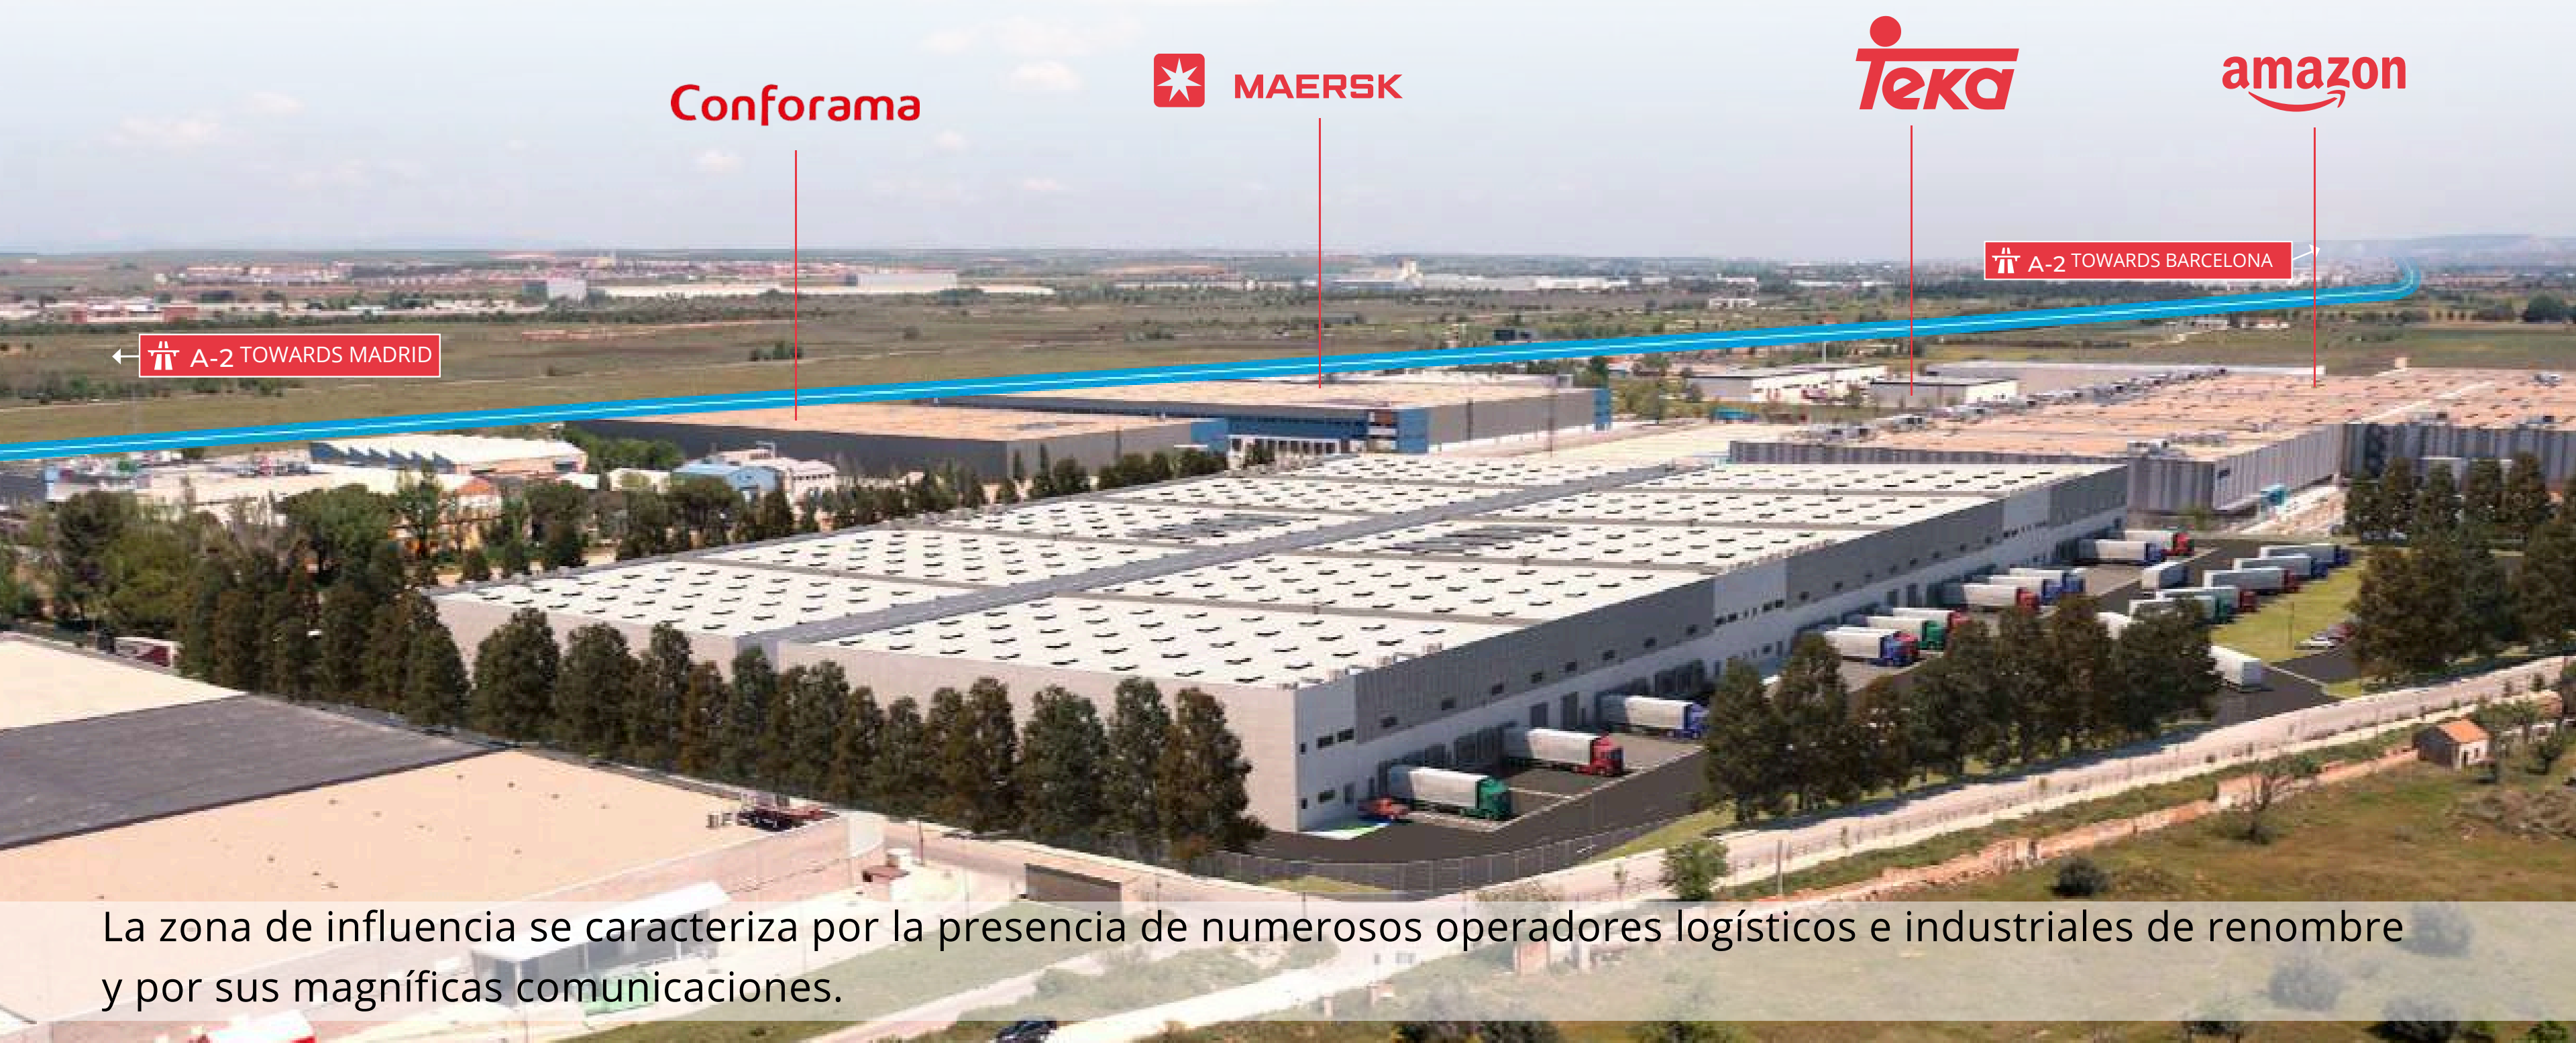 Conforama
MAERSK
Teka
amazon
A-2 TOWARDS BARCELONA
A-2 TOWARDS MADRID
La zona de influencia se caracteriza por la presencia de numerosos operadores logísticos e industriales de renombre
y por sus magníficas comunicaciones.